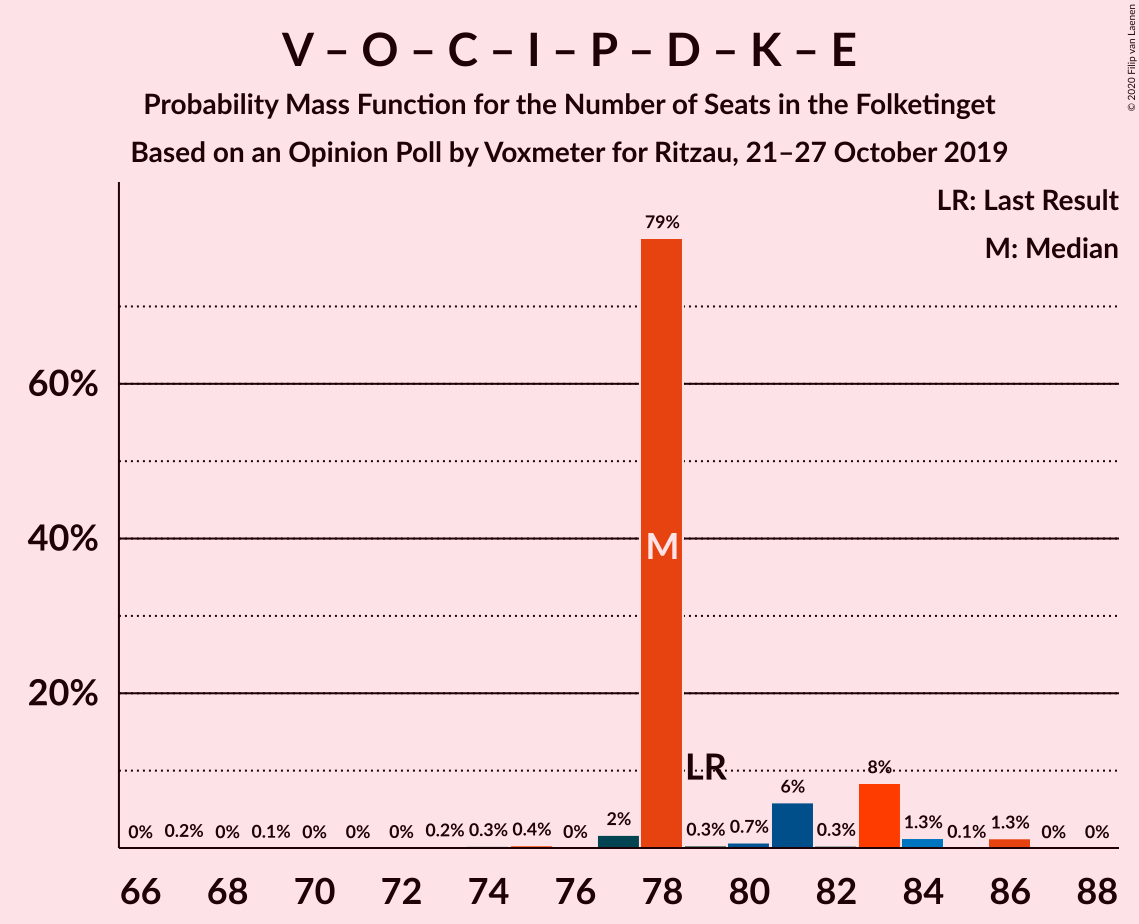 V – O – C – I – P – D – K – E
Probability Mass Function for the Number of Seats in the Folketinget
Based on an Opinion Poll by Voxmeter for Ritzau, 21–27 October 2019
© 2020 Filip van Laenen
LR: Last Result
M: Median
79%
60%
40%
M
20%
LR
0% 0.2% 0% 0.1% 0% 0% 0% 0.2% 0.3% 0.4% 0% 2% 0.3% 0.7% 6% 0.3% 8% 1.3% 0.1% 1.3% 0% 0%
66 68 70 72 74 76 78 80 82 84 86 88